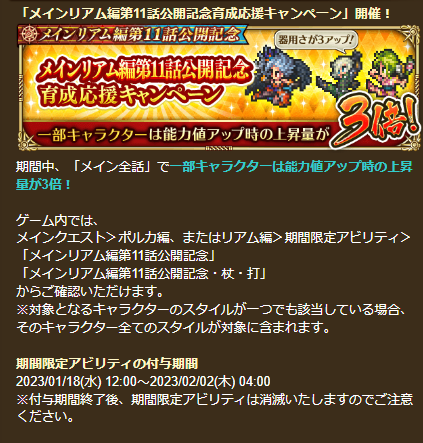 「メインリアム編第11話公開記念育成応援キャンペーン」開催！
メインリアム編第11話公開記念
メインリアム編第11話公開記念
育成応援キャンペーン
器用さが3アップ！
一部キャラクターは能力値アップ時の上昇量が
3倍！
期間中、「メイン全話」で一部キャラクターは能力値アップ時の上昇
量が3倍！
ゲーム内では、
メインクエスト＞ポルカ編、またはリアム編＞期間限定アビリティ＞
「メインリアム編第11話公開記念」
「メインリアム編第11話公開記念・杖・打」
からご確認いただけます。
※対象となるキャラクターのスタイルが一つでも該当している場合、
そのキャラクター全てのスタイルが対象に含まれます。
期間限定アビリティの付与期間
2023/01/18(水) 12:00～2023/02/02(木) 04:00
※付与期間終了後、期間限定アビリティは消滅いたしますのでご注意
ください。